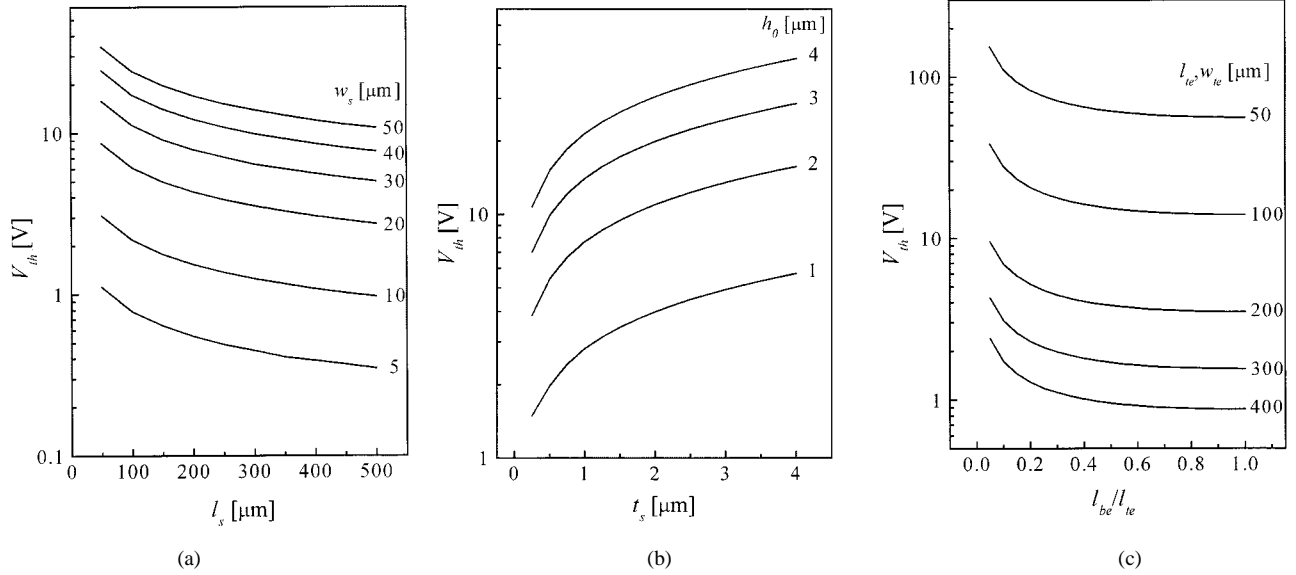 V_th [V]
10
1
0.1
w_s [μm]
50
40
30
20
10
5
0 100 200 300 400 500
l_s [μm]
(a)
V_th [V]
10
1
h_0 [μm]
4
3
2
1
0 1 2 3 4
t_s [μm]
(b)
V_th [V]
100
10
1
l_te,w_te [μm]
50
100
200
300
400
0.0 0.2 0.4 0.6 0.8 1.0
l_be/l_te
(c)